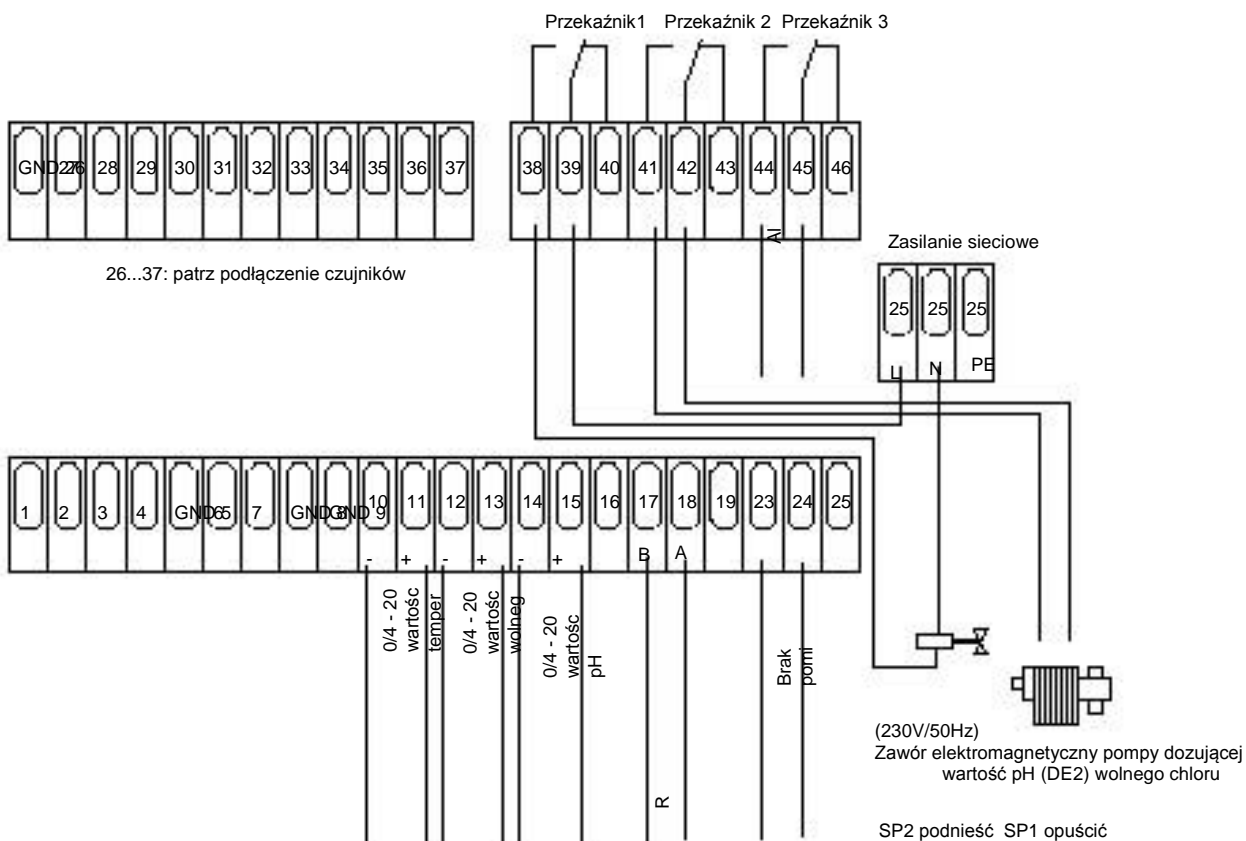 Przekaźnik1 Przekaźnik 2 Przekaźnik 3
GND 27 26 28 29 30 31 32 33 34 35 36 37
38 39 40 41 42 43 44 45 46
Al
26...37: patrz podłączenie czujników
Zasilanie sieciowe
25 25 25
L N PE
1 2 3 4 GND 6 5 7 GND 8 GND 9 10 11 12 13 14 15 16 17 18 19 23 24 25
- + - + - + B A
0/4 - 20
wartośc
temper
0/4 - 20
wartośc
wolneg
0/4 - 20
wartośc
pH
R
Brak
pomi
(230V/50Hz)
Zawór elektromagnetyczny pompy dozującej
wartość pH (DE2) wolnego chloru
SP2 podnieść SP1 opuścić